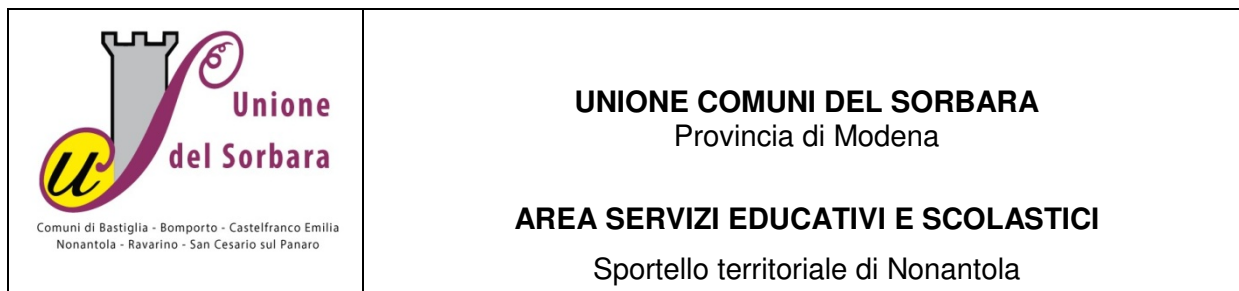 Unione
del Sorbara
u
Comuni di Bastiglia - Bomporto - Castelfranco Emilia
Nonantola - Ravarino - San Cesario sul Panaro
UNIONE COMUNI DEL SORBARA
Provincia di Modena
AREA SERVIZI EDUCATIVI E SCOLASTICI
Sportello territoriale di Nonantola